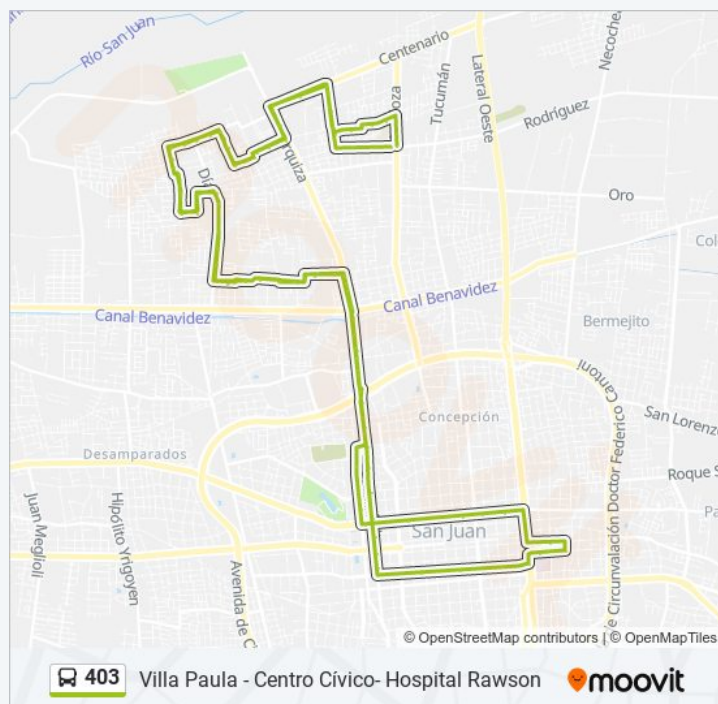 Río San Juan
Centenario
Necochea
Tucumán
Lateral Oeste
Rodríguez
Oro
Canal Benavidez
Canal Benavidez
Bermejito
Concepción
San Lorenzo
Desamparados
Roque S
Juan Meglioli
Hipólito Yrigoyen
Avenida de C
San Juan
e Circunvalación Doctor Federico Cantoni
© OpenStreetMap contributors | © OpenMapTiles
403 Villa Paula - Centro Cívico- Hospital Rawson moovit